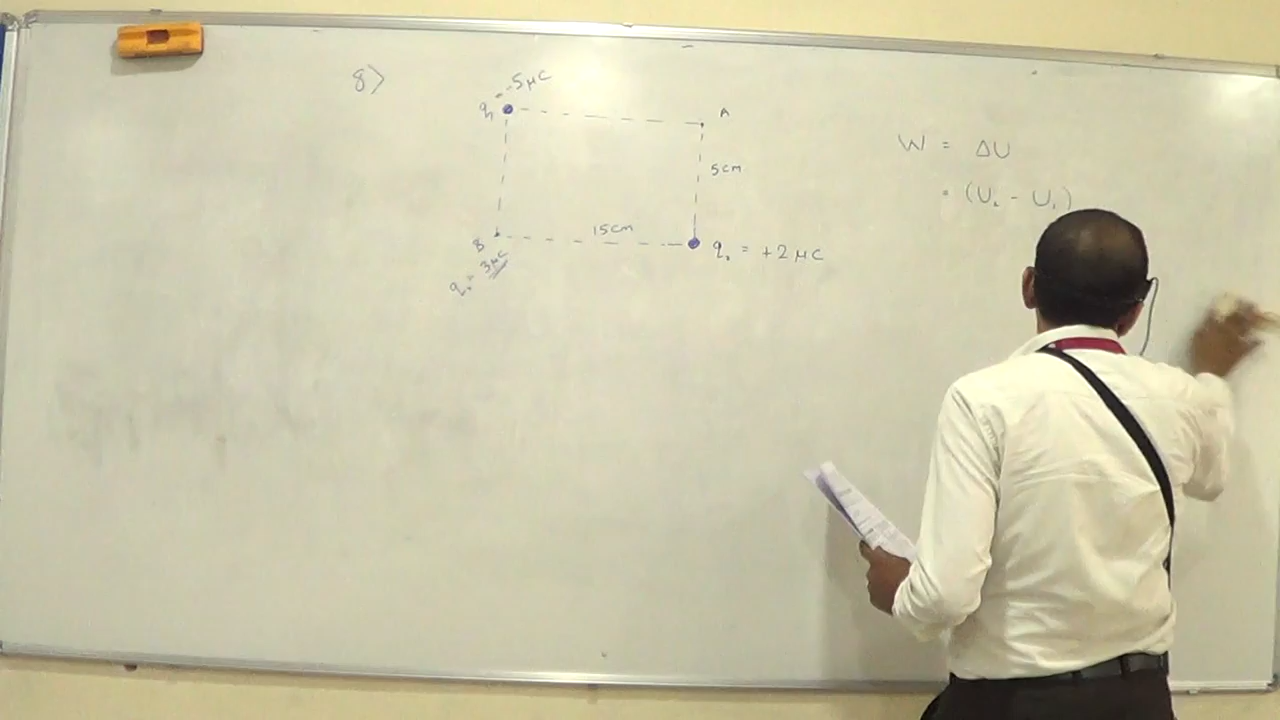 8)
-5μC
q₁
A
W = ΔU
5cm
= (U₂ - U₁)
15cm
B
q₂ = +2μC
q₃ = 3μC